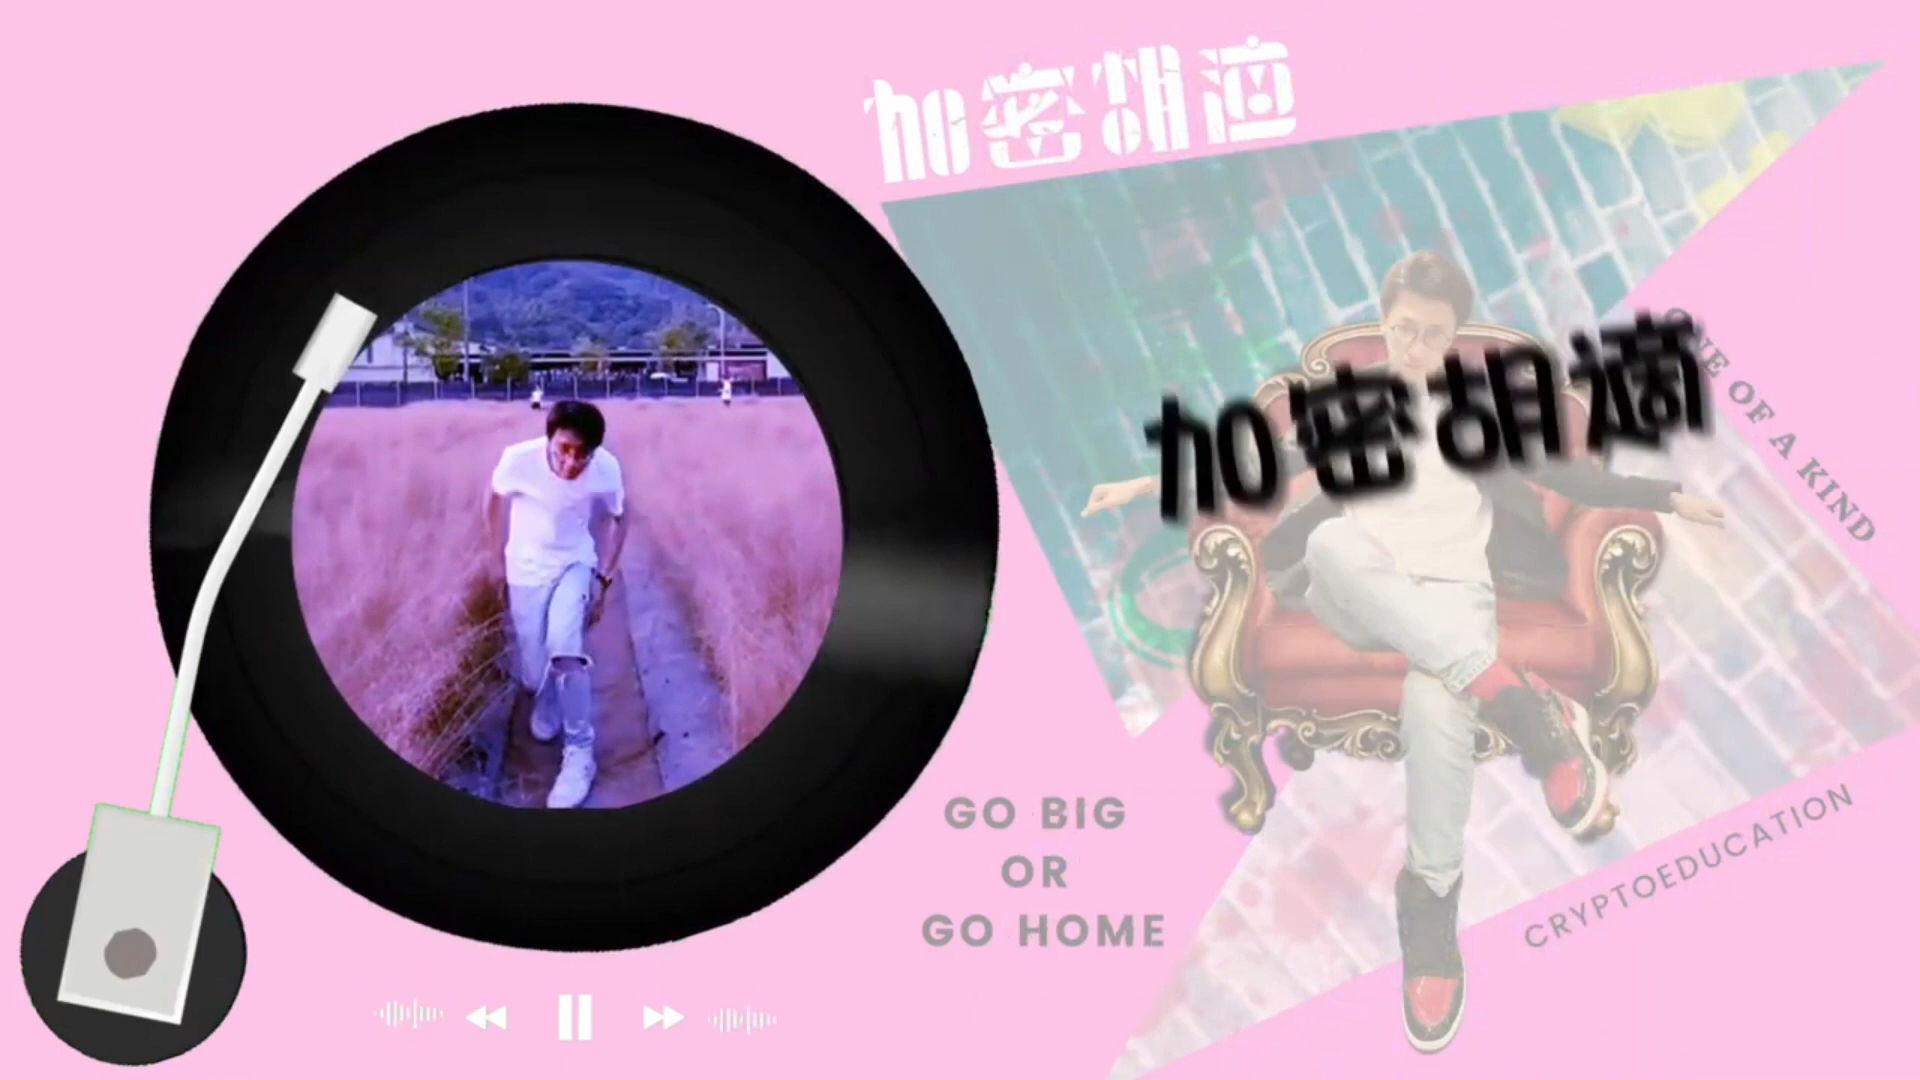 加密胡適
加密胡適
ONE OF A KIND
GO BIG
OR
GO HOME
CRYPTOEDUCATION